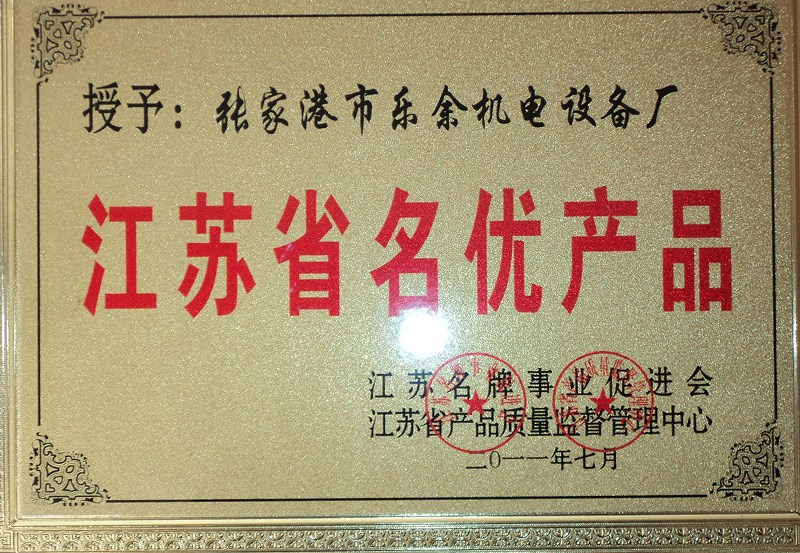 授予：张家港市乐余机电设备厂
江苏省名优产品
江苏名牌事业促进会
江苏省产品质量监督管理中心
二0一一年七月